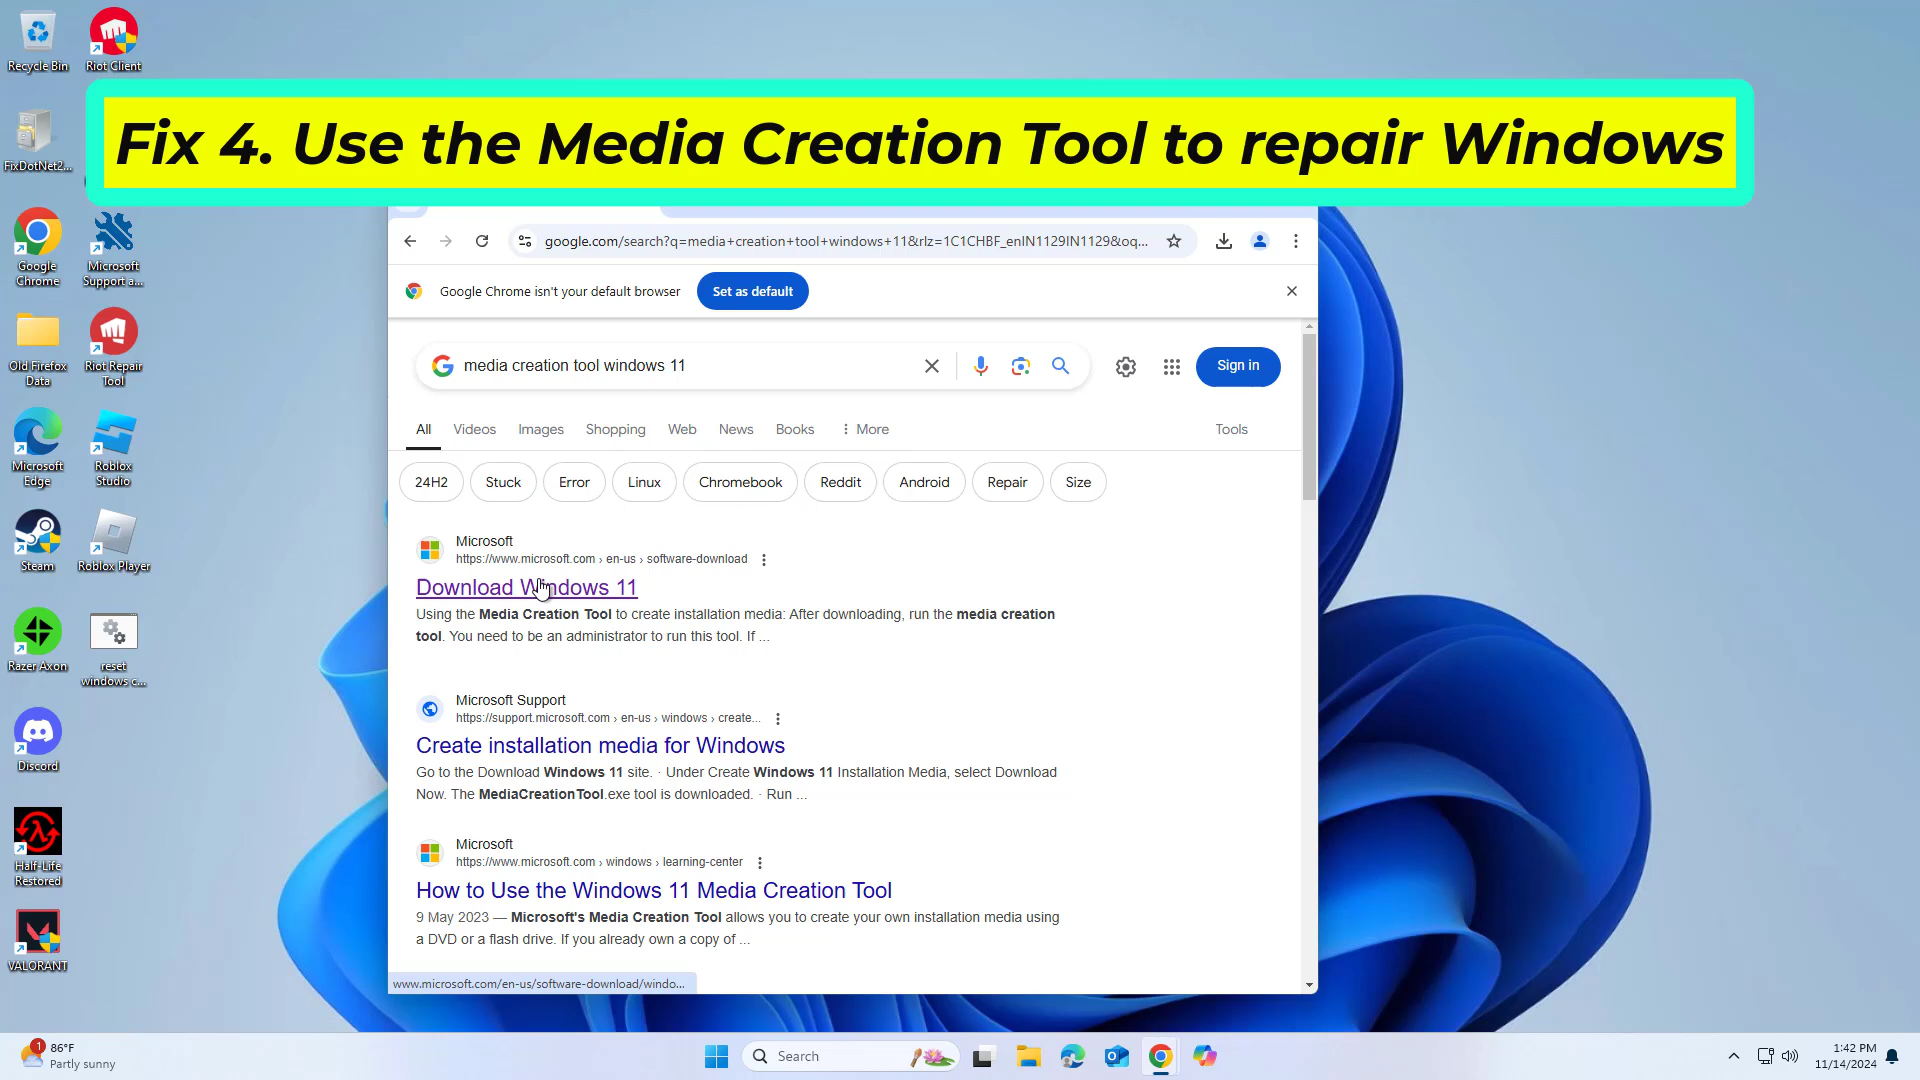 Recycle Bin
Riot Client
Fix 4. Use the Media Creation Tool to repair Windows
FixDotNet2...
google.com/search?q=media+creation+tool+windows+11&rlz=1C1CHBF_enIN1129IN1129&oq...
Google Chrome
Microsoft Support a...
Google Chrome isn't your default browser
Set as default
Old Firefox Data
Riot Repair Tool
media creation tool windows 11
Sign in
All
Videos
Images
Shopping
Web
News
Books
More
Tools
Microsoft Edge
Roblox Studio
24H2
Stuck
Error
Linux
Chromebook
Reddit
Android
Repair
Size
Steam
Roblox Player
Microsoft
https://www.microsoft.com › en-us › software-download
Download Windows 11
Using the Media Creation Tool to create installation media: After downloading, run the media creation
tool. You need to be an administrator to run this tool. If ...
Razer Axon
reset windows c...
Microsoft Support
https://support.microsoft.com › en-us › windows › create...
Create installation media for Windows
Go to the Download Windows 11 site. · Under Create Windows 11 Installation Media, select Download
Now. The MediaCreationTool.exe tool is downloaded. · Run ...
Discord
Microsoft
https://www.microsoft.com › windows › learning-center
How to Use the Windows 11 Media Creation Tool
9 May 2023 — Microsoft's Media Creation Tool allows you to create your own installation media using
a DVD or a flash drive. If you already own a copy of ...
Half-Life Restored
VALORANT
www.microsoft.com/en-us/software-download/windo...
1
86°F
Partly sunny
Search
1:42 PM
11/14/2024